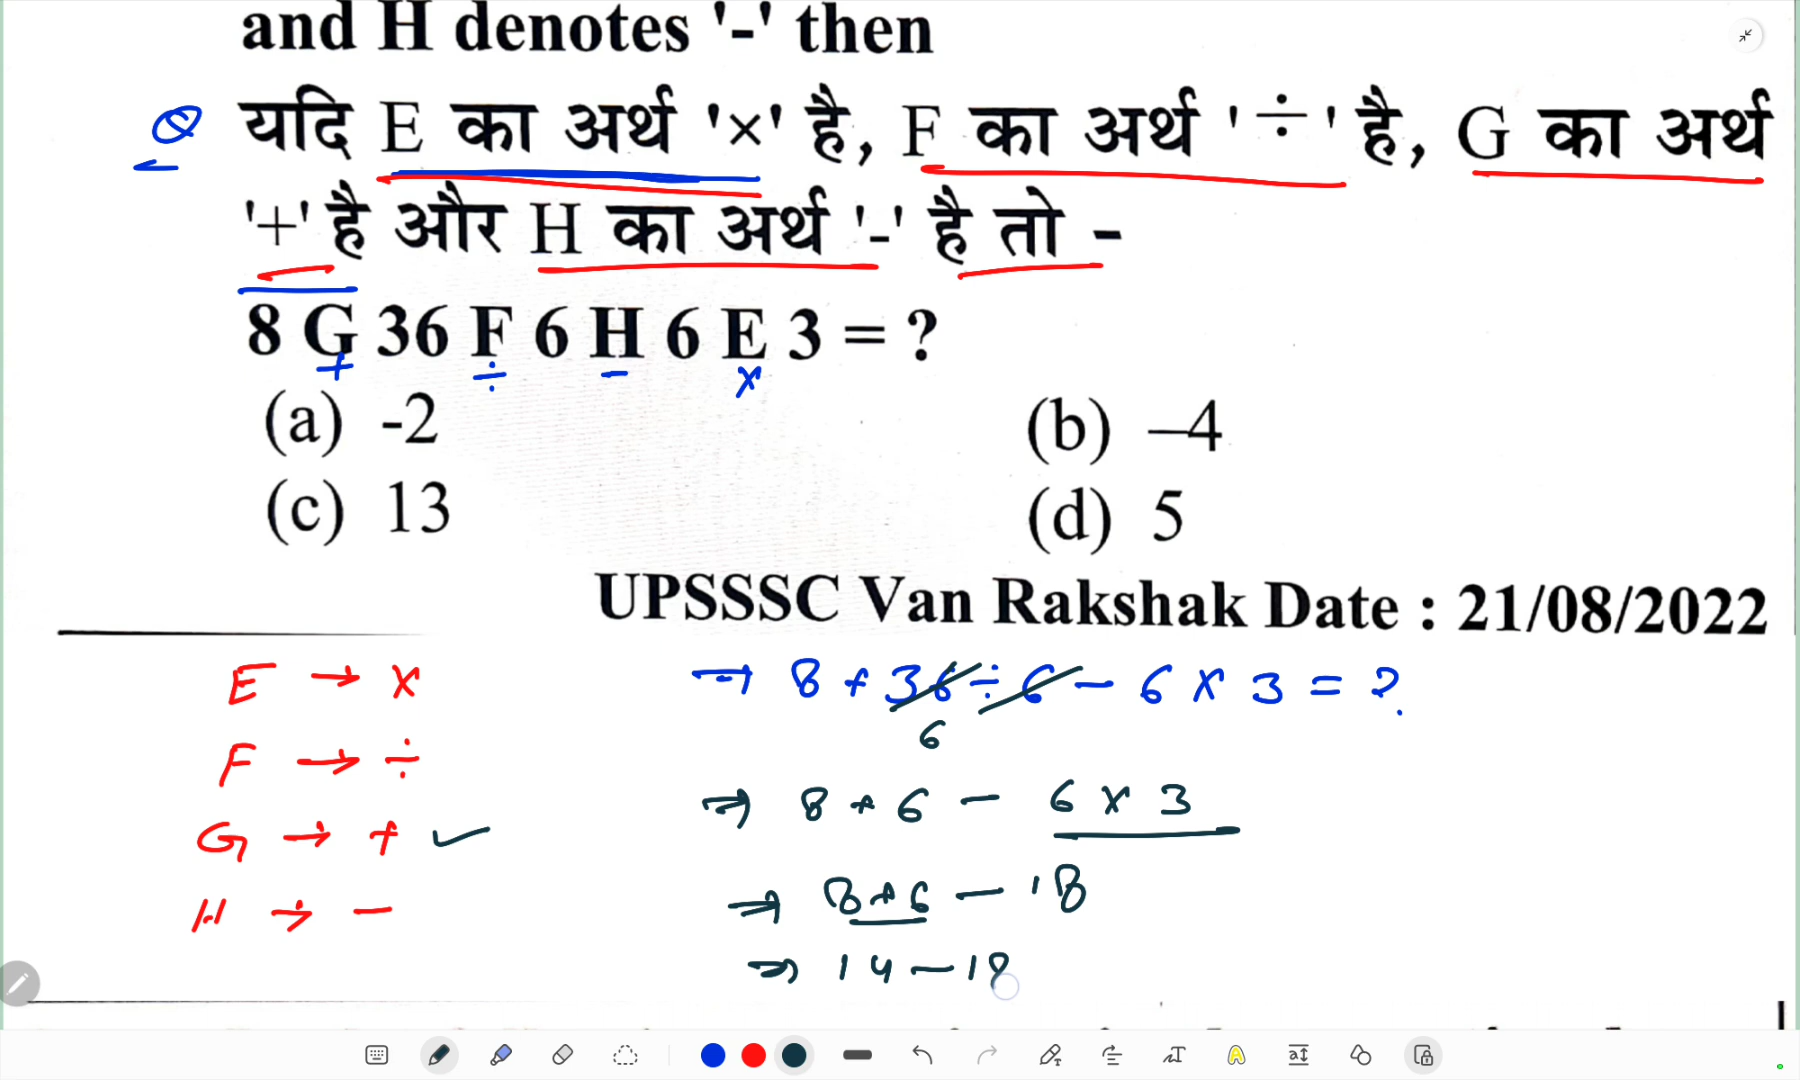 and H denotes '-' then
Q यदि E का अर्थ '×' है, F का अर्थ '÷' है, G का अर्थ
'+' है और H का अर्थ '-' है तो -
8 G 36 F 6 H 6 E 3 = ?
+ ÷ - ×
(a) -2 (b) –4
(c) 13 (d) 5
UPSSSC Van Rakshak Date : 21/08/2022
E → ×
F → ÷
G → + ✓
H → -
→ 8 + 36 ÷ 6 - 6 × 3 = ?
6
⇒ 8 + 6 - 6 × 3
⇒ 8+6 - 18
⇒ 14 - 18